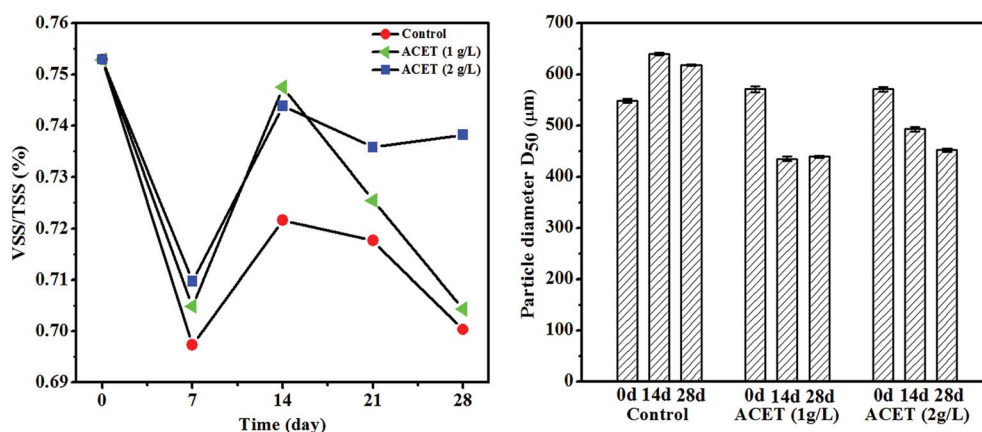 0.76
0.75
0.74
0.73
0.72
0.71
0.70
0.69
VSS/TSS (%)
Control
ACET (1 g/L)
ACET (2 g/L)
0 7 14 21 28
Time (day)
700
600
500
400
300
200
100
0
Particle diameter D50 (μm)
0d 14d 28d 0d 14d 28d 0d 14d 28d
Control ACET (1g/L) ACET (2g/L)